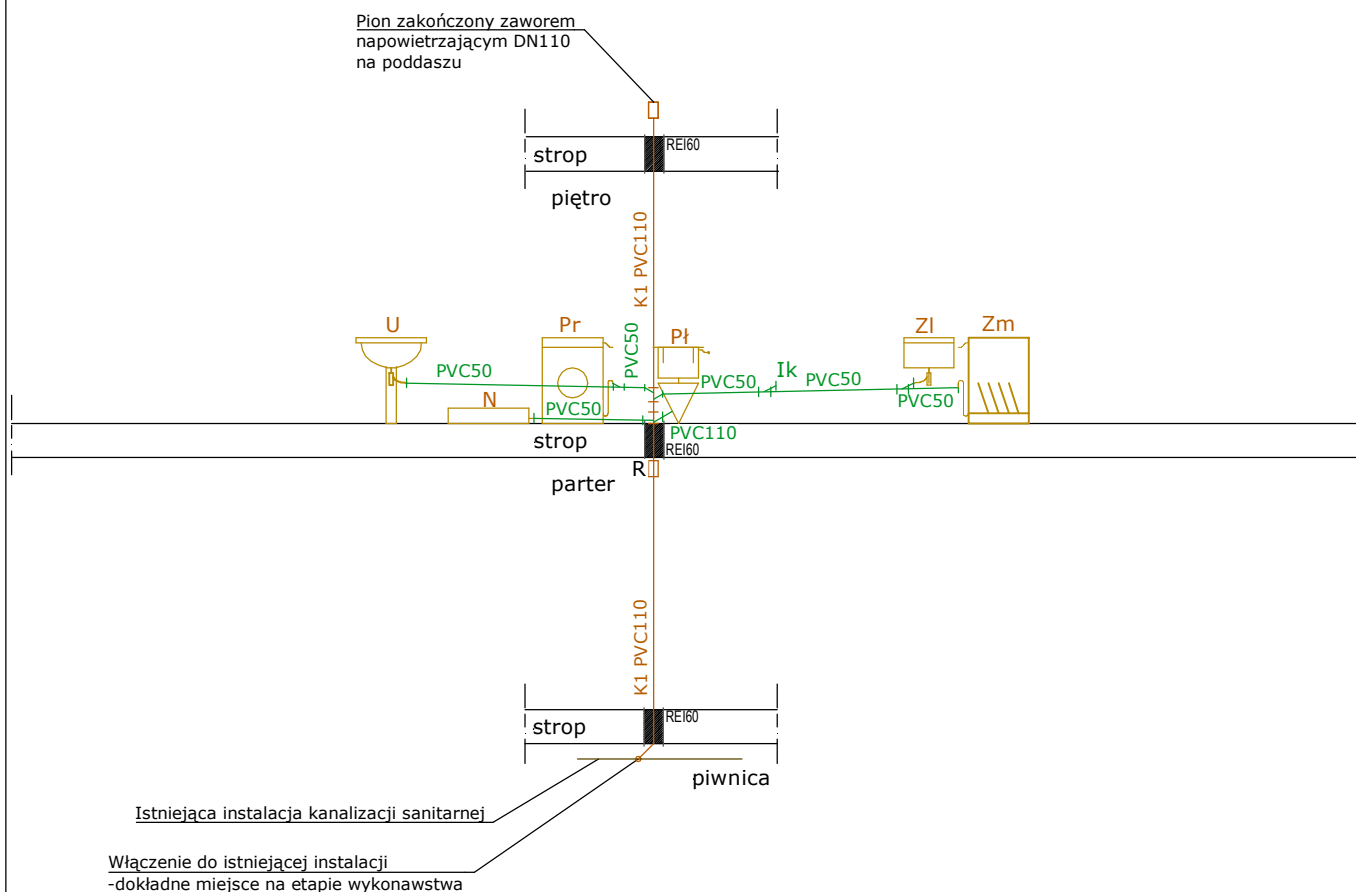 Pion zakończony zaworem
napowietrzającym DN110
na poddaszu
REI60
strop
piętro
K1 PVC110
U
Pr
PVC50
Pł
Zl
Zm
PVC50
PVC50
Ik
PVC50
N
PVC50
PVC50
PVC110
strop
REI60
R
parter
K1 PVC110
REI60
strop
piwnica
Istniejąca instalacja kanalizacji sanitarnej
Włączenie do istniejącej instalacji
-dokładne miejsce na etapie wykonawstwa